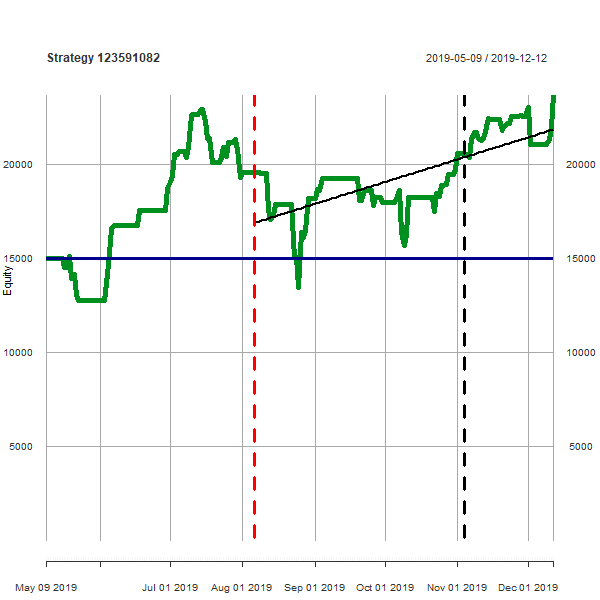 Strategy 123591082
2019-05-09 / 2019-12-12
20000
20000
15000
15000
Equity
10000
10000
5000
5000
May 09 2019
Jul 01 2019
Aug 01 2019
Sep 01 2019
Oct 01 2019
Nov 01 2019
Dec 01 2019